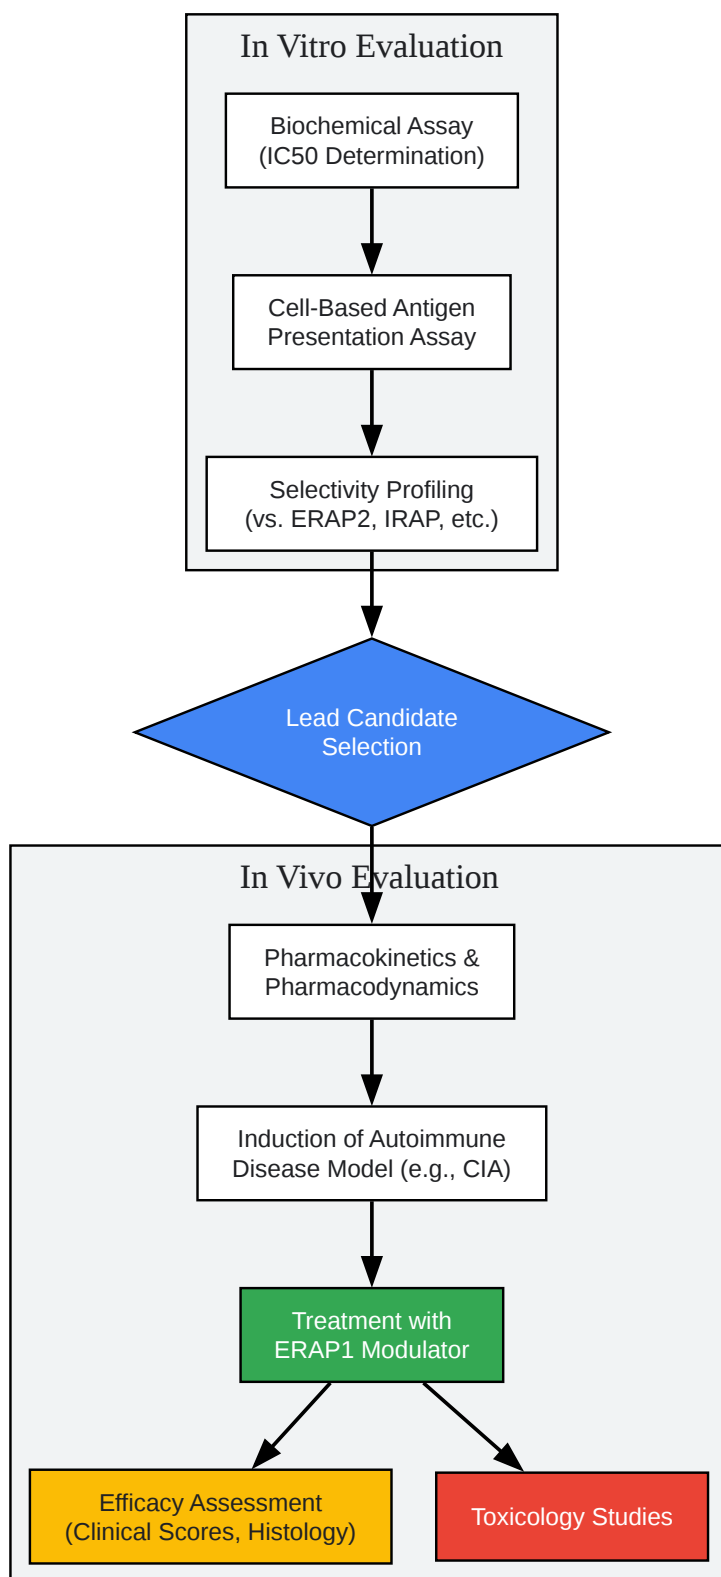 In Vitro Evaluation
Biochemical Assay
(IC50 Determination)
Cell-Based Antigen
Presentation Assay
Selectivity Profiling
(vs. ERAP2, IRAP, etc.)
Lead Candidate
Selection
In Vivo Evaluation
Pharmacokinetics &
Pharmacodynamics
Induction of Autoimmune
Disease Model (e.g., CIA)
Treatment with
ERAP1 Modulator
Efficacy Assessment
(Clinical Scores, Histology)
Toxicology Studies